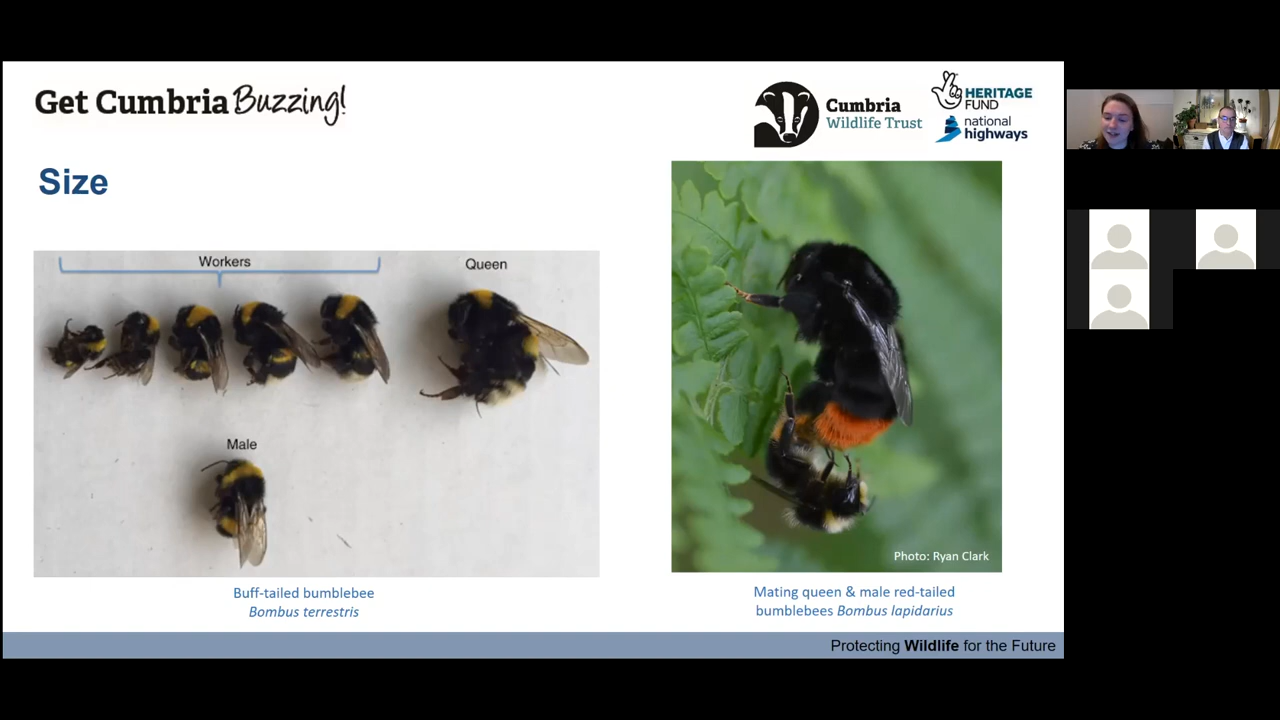 Get Cumbria Buzzing!
Cumbria
Wildlife Trust
HERITAGE
FUND
national
highways
Size
Workers
Queen
Male
Photo: Ryan Clark
Buff-tailed bumblebee
Bombus terrestris
Mating queen & male red-tailed
bumblebees Bombus lapidarius
Protecting Wildlife for the Future